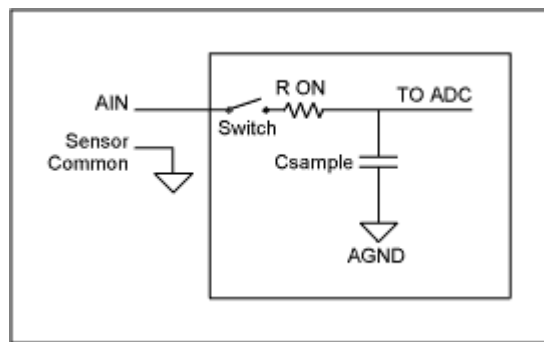 R ON
TO ADC
AIN
Switch
Sensor
Common
Csample
AGND